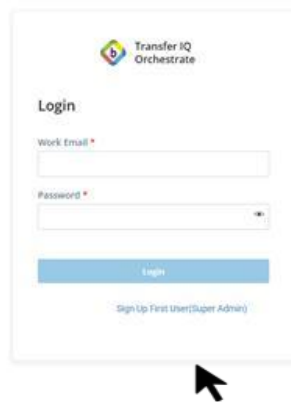 b
Transfer IQ
Orchestrate
Login
Work Email *
Password *
Login
Sign Up First User(Super Admin)